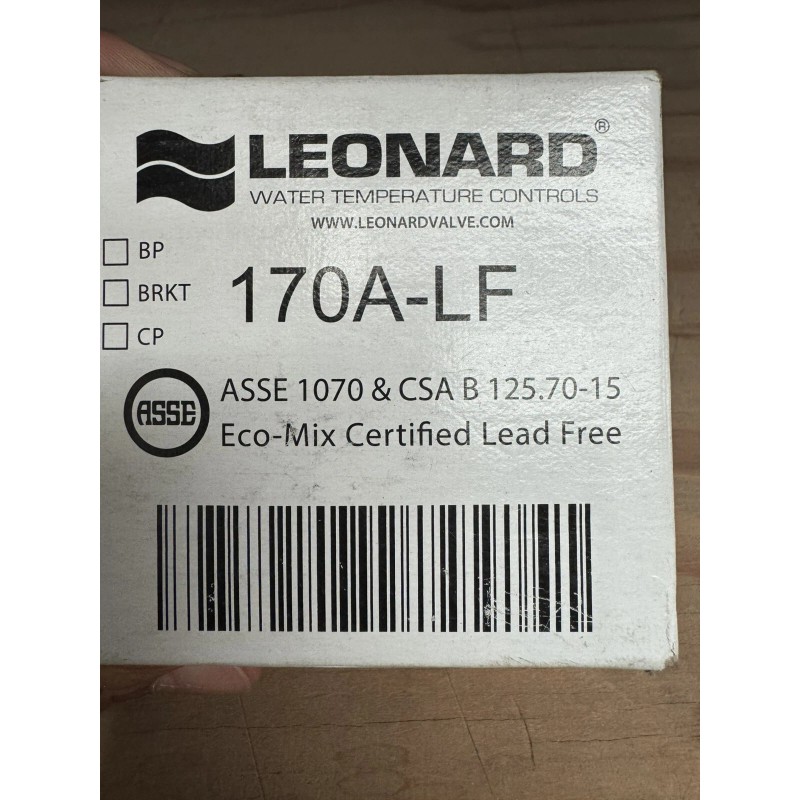 LEONARD®
WATER TEMPERATURE CONTROLS
WWW.LEONARDVALVE.COM
BP
BRKT
CP
170A-LF
ASSE
ASSE 1070 & CSA B 125.70-15
Eco-Mix Certified Lead Free